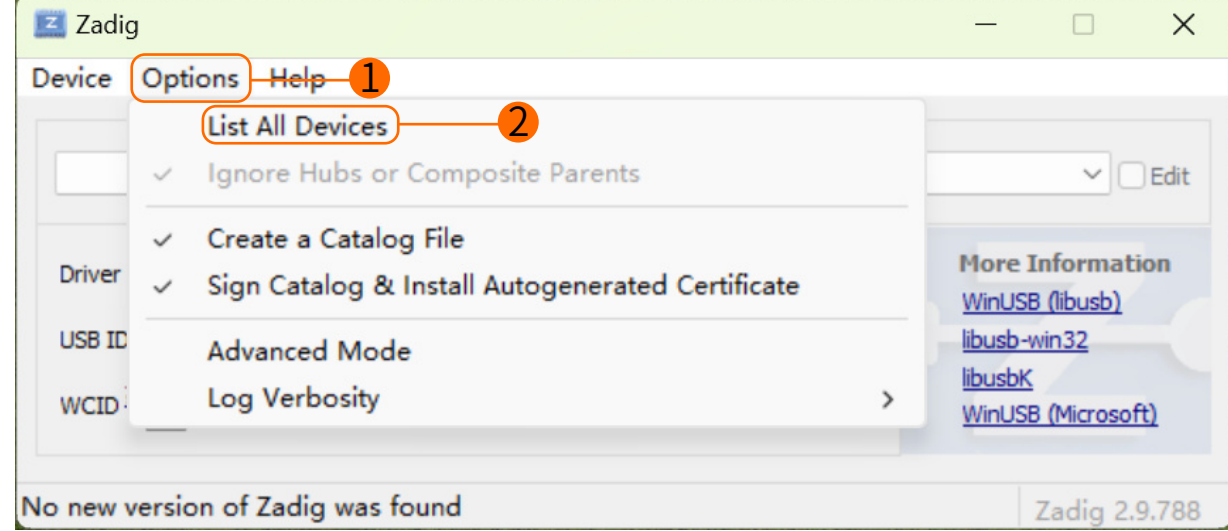 Zadig
Device Options Help 1
List All Devices 2
Ignore Hubs or Composite Parents
Edit
Create a Catalog File
Sign Catalog & Install Autogenerated Certificate
Driver
USB ID
WCID
Advanced Mode
Log Verbosity
More Information
WinUSB (libusb)
libusb-win32
libusbK
WinUSB (Microsoft)
No new version of Zadig was found
Zadig 2.9.788